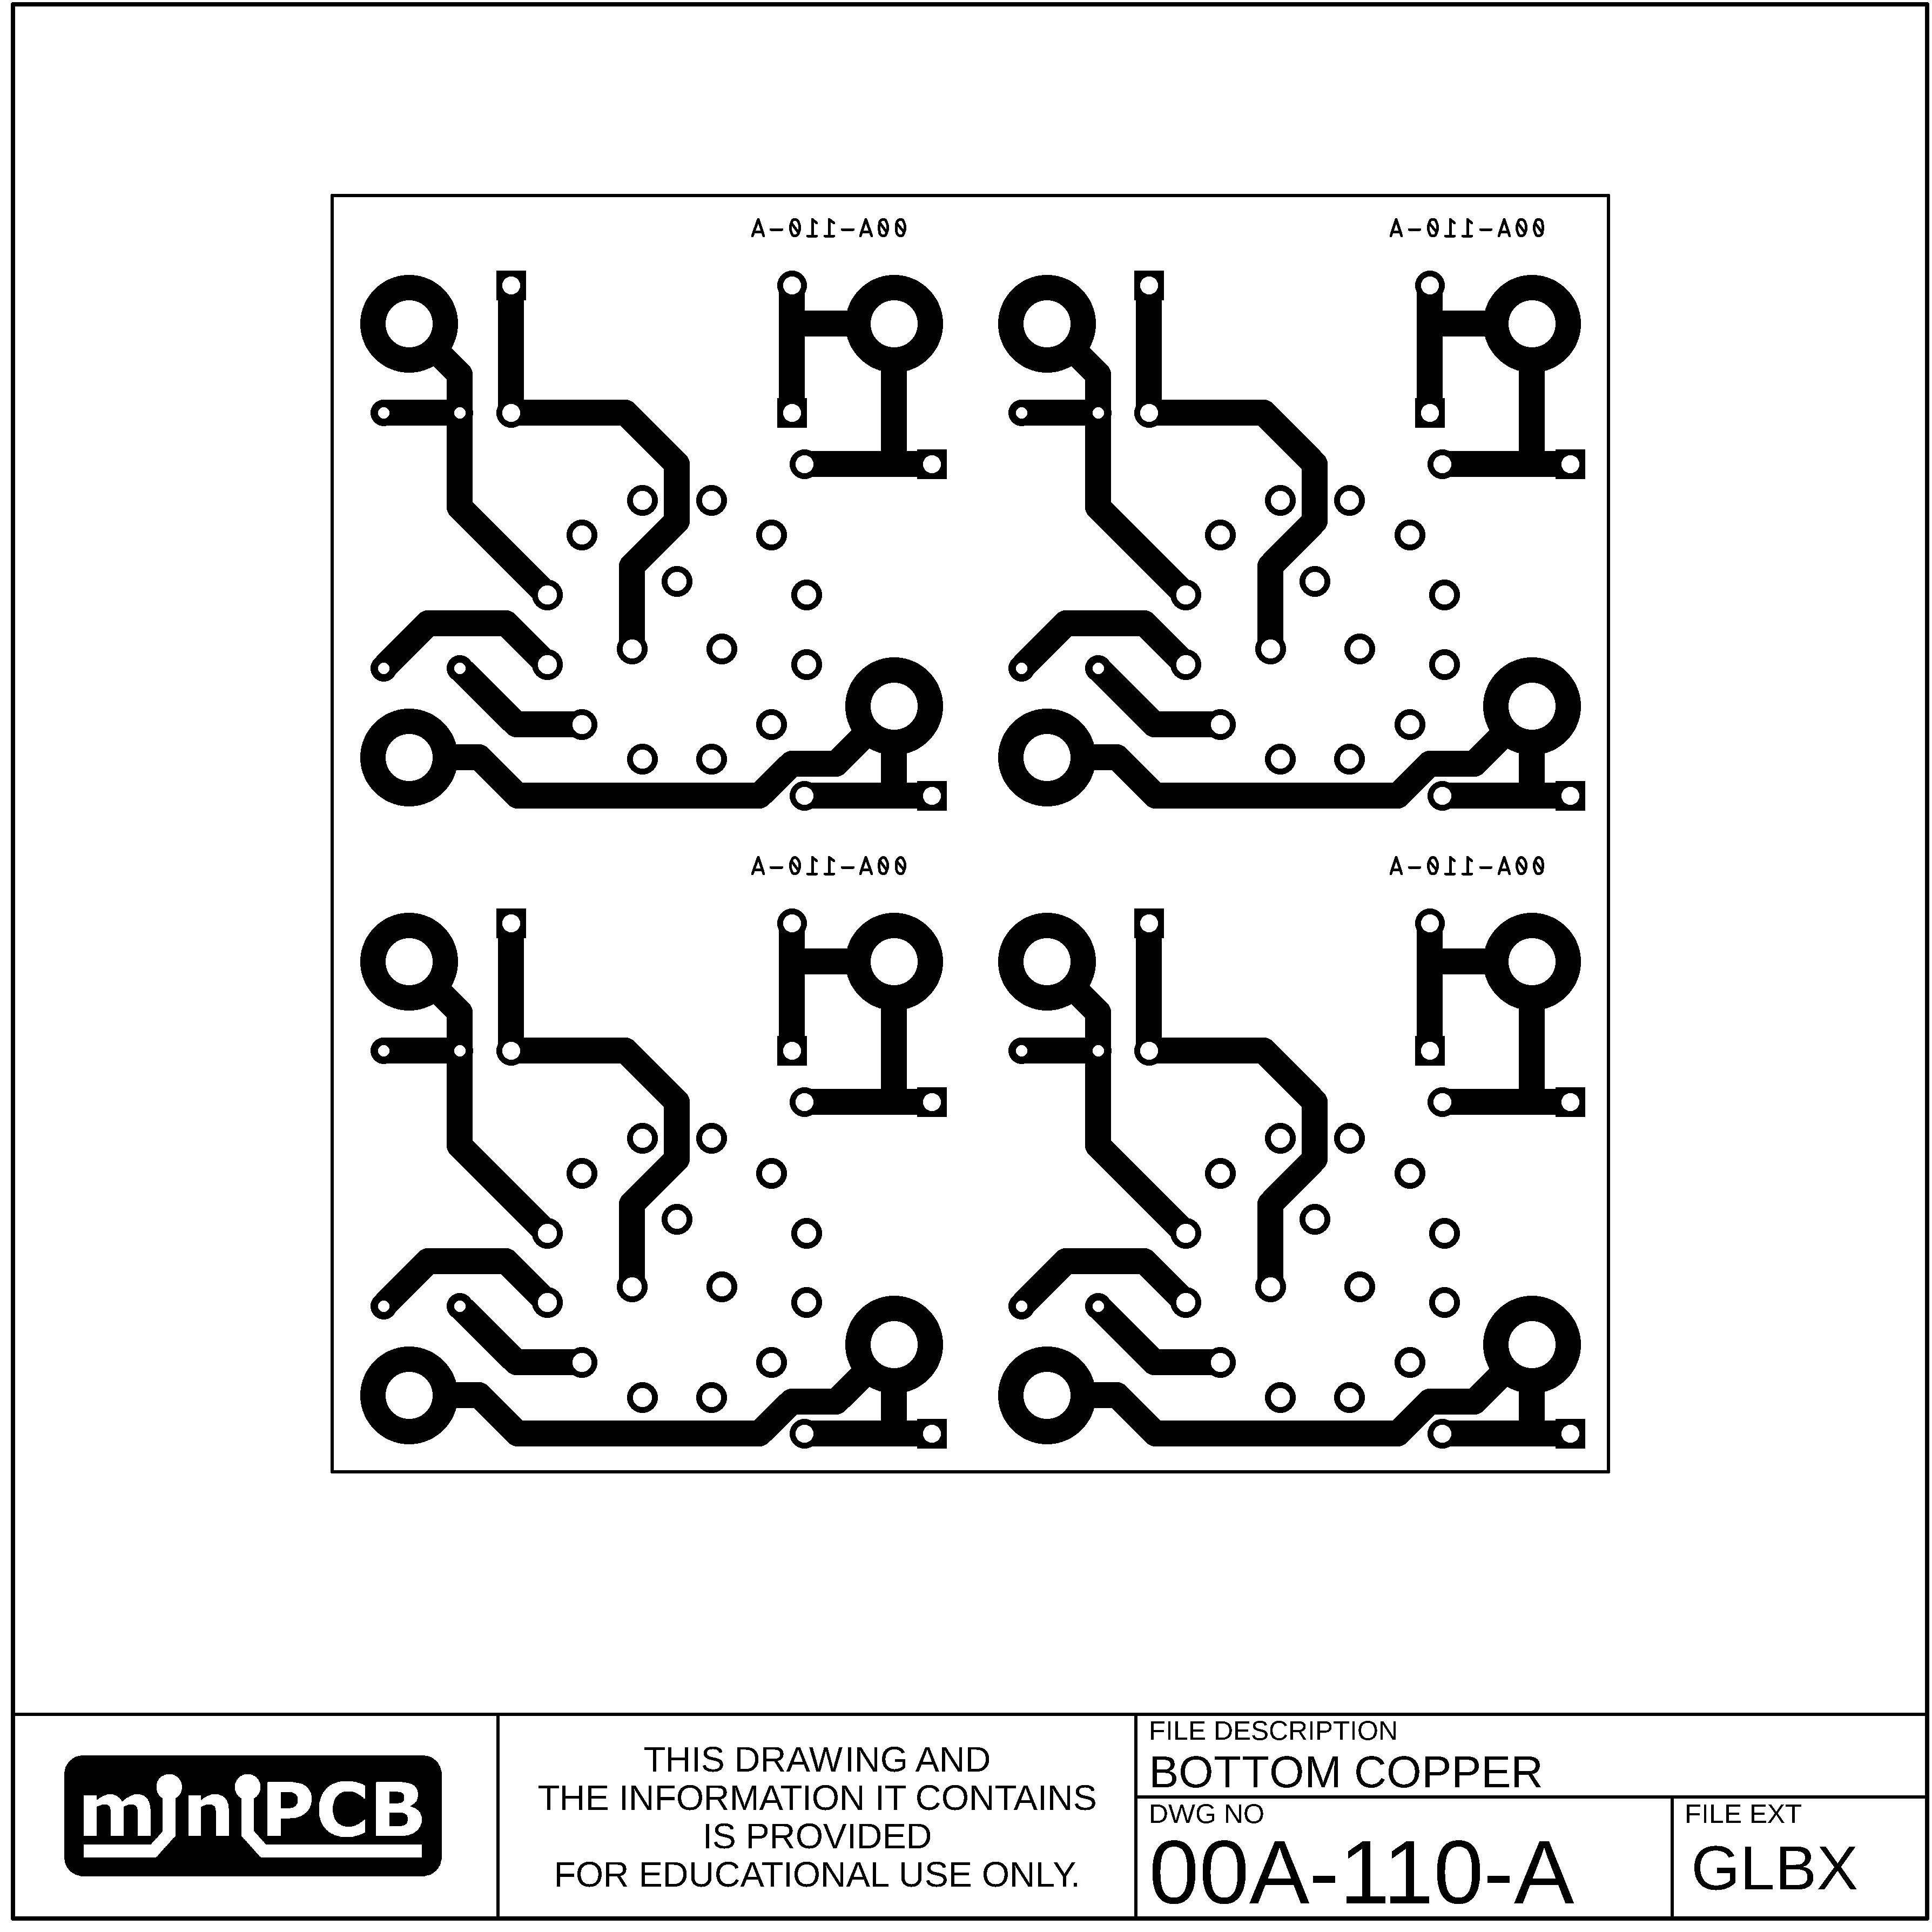 00A-110-A 00A-110-A
00A-110-A 00A-110-A
miniPCB
THIS DRAWING AND
THE INFORMATION IT CONTAINS
IS PROVIDED
FOR EDUCATIONAL USE ONLY.
FILE DESCRIPTION
BOTTOM COPPER
DWG NO
00A-110-A
FILE EXT
GLBX